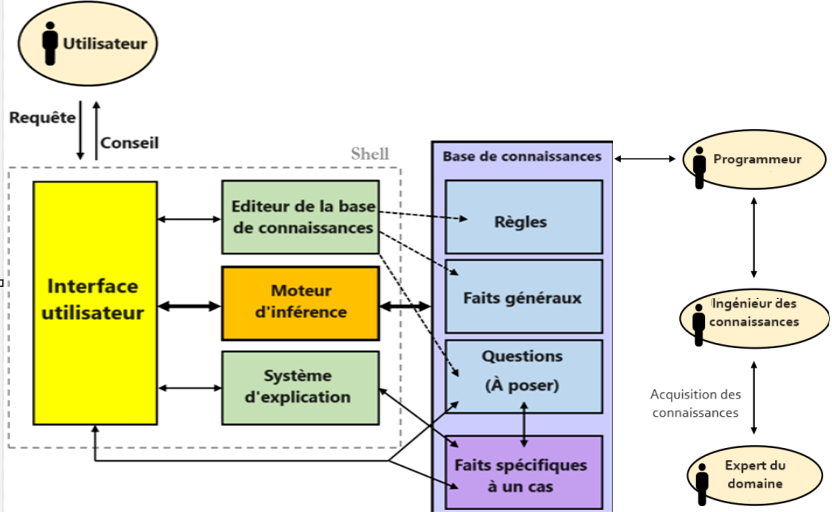 Utilisateur
Requête
Conseil
Shell
Interface
utilisateur
Editeur de la base
de connaissances
Moteur
d'inférence
Système
d'explication
Base de connaissances
Règles
Faits généraux
Questions
(À poser)
Faits spécifiques
à un cas
Programmeur
Ingénieur des
connaissances
Acquisition des
connaissances
Expert du
domaine